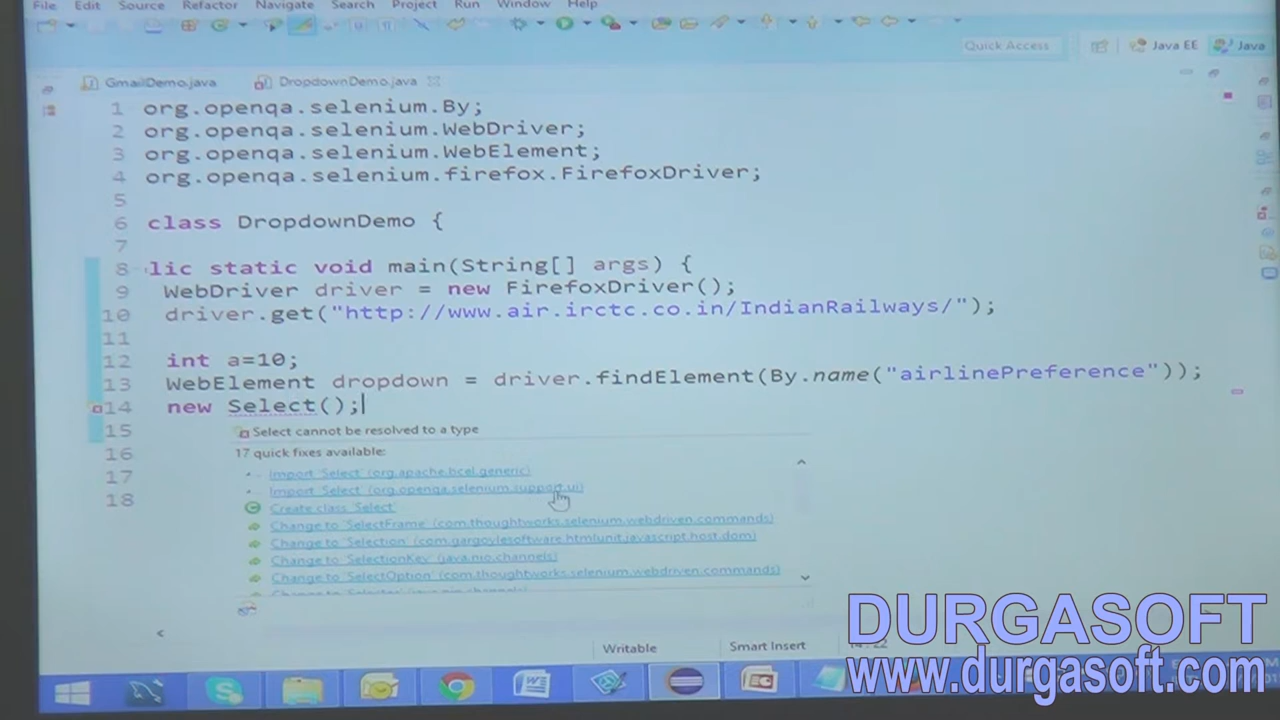 File Edit Source Refactor Navigate Search Project Run Window Help
Quick Access Java EE Java
GmailDemo.java DropdownDemo.java
1 org.openqa.selenium.By;
2 org.openqa.selenium.WebDriver;
3 org.openqa.selenium.WebElement;
4 org.openqa.selenium.firefox.FirefoxDriver;
5
6 class DropdownDemo {
7
8 lic static void main(String[] args) {
9 WebDriver driver = new FirefoxDriver();
10 driver.get("http://www.air.irctc.co.in/IndianRailways/");
11
12 int a=10;
13 WebElement dropdown = driver.findElement(By.name("airlinePreference"));
14 new Select();
15 Select cannot be resolved to a type
16 17 quick fixes available:
17 Import 'Select' (org.apache.bcel.generic)
Import 'Select' (org.openqa.selenium.support.ui)
18 Create class 'Select'
Change to 'SelectFrame' (com.thoughtworks.selenium.webdriven.commands)
Change to 'Selection' (com.gargoylesoftware.htmlunit.javascript.host.dom)
Change to 'SelectionKey' (java.nio.channels)
Change to 'SelectOption' (com.thoughtworks.selenium.webdriven.commands)
Change to 'Selector' (java.nio.channels)
Writable Smart Insert
DURGASOFT
www.durgasoft.com